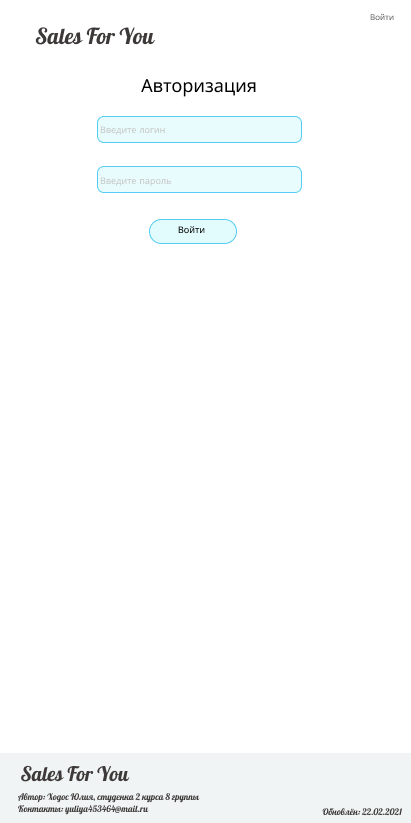 Войти
Sales For You
Авторизация
Введите логин
Введите пароль
Войти
Sales For You
Автор: Ходос Юлия, студенка 2 курса 8 группы
Контакты: yuliya453464@mail.ru
Обновлён: 22.02.2021